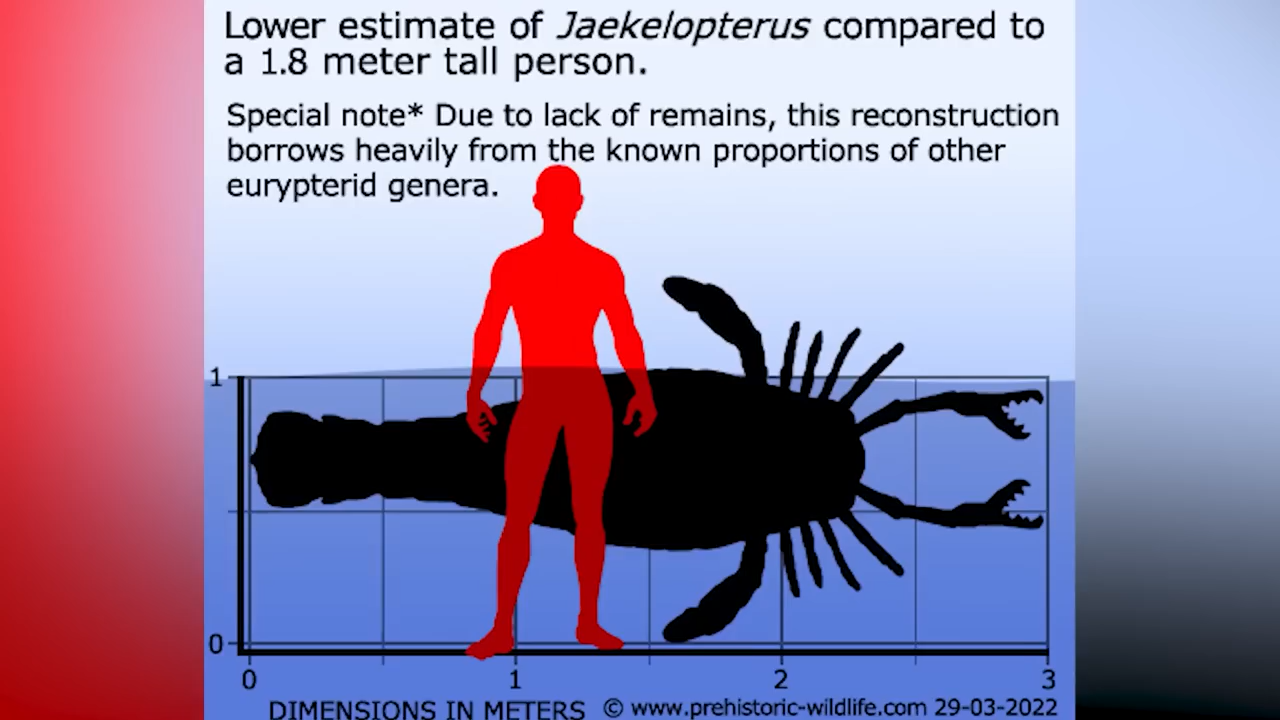 Lower estimate of Jaekelopterus compared to
a 1.8 meter tall person.
Special note* Due to lack of remains, this reconstruction
borrows heavily from the known proportions of other
eurypterid genera.
1
0
0 1 2 3
DIMENSIONS IN METERS © www.prehistoric-wildlife.com 29-03-2022